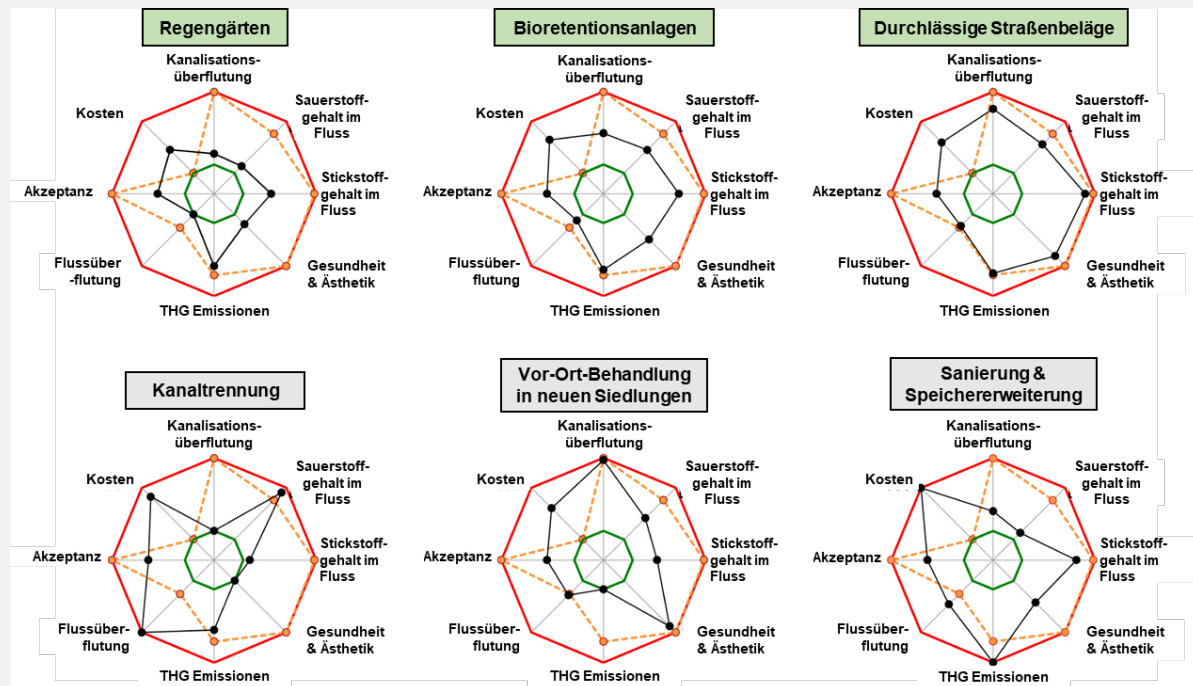 Regengärten
Kanalisations-
überflutung
Sauerstoff-
gehalt im
Fluss
Stickstoff-
gehalt im
Fluss
Gesundheit
& Ästhetik
THG Emissionen
Flussüber
-flutung
Akzeptanz
Kosten
Bioretentionsanlagen
Kanalisations-
überflutung
Sauerstoff-
gehalt im
Fluss
Stickstoff-
gehalt im
Fluss
Gesundheit
& Ästhetik
THG Emissionen
Flussüber-
flutung
Akzeptanz
Kosten
Durchlässige Straßenbeläge
Kanalisations-
überflutung
Sauerstoff-
gehalt im
Fluss
Stickstoff-
gehalt im
Fluss
Gesundheit
& Ästhetik
THG Emissionen
Flussüber-
flutung
Akzeptanz
Kosten
Kanaltrennung
Kanalisations-
überflutung
Sauerstoff-
gehalt im
Fluss
Stickstoff-
gehalt im
Fluss
Gesundheit
& Ästhetik
THG Emissionen
Flussüber-
flutung
Akzeptanz
Kosten
Vor-Ort-Behandlung
in neuen Siedlungen
Kanalisations-
überflutung
Sauerstoff-
gehalt im
Fluss
Stickstoff-
gehalt im
Fluss
Gesundheit
& Ästhetik
THG Emissionen
Flussüber-
flutung
Akzeptanz
Kosten
Sanierung &
Speichererweiterung
Kanalisations-
überflutung
Sauerstoff-
gehalt im
Fluss
Stickstoff-
gehalt im
Fluss
Gesundheit
& Ästhetik
THG Emissionen
Flussüber-
flutung
Akzeptanz
Kosten